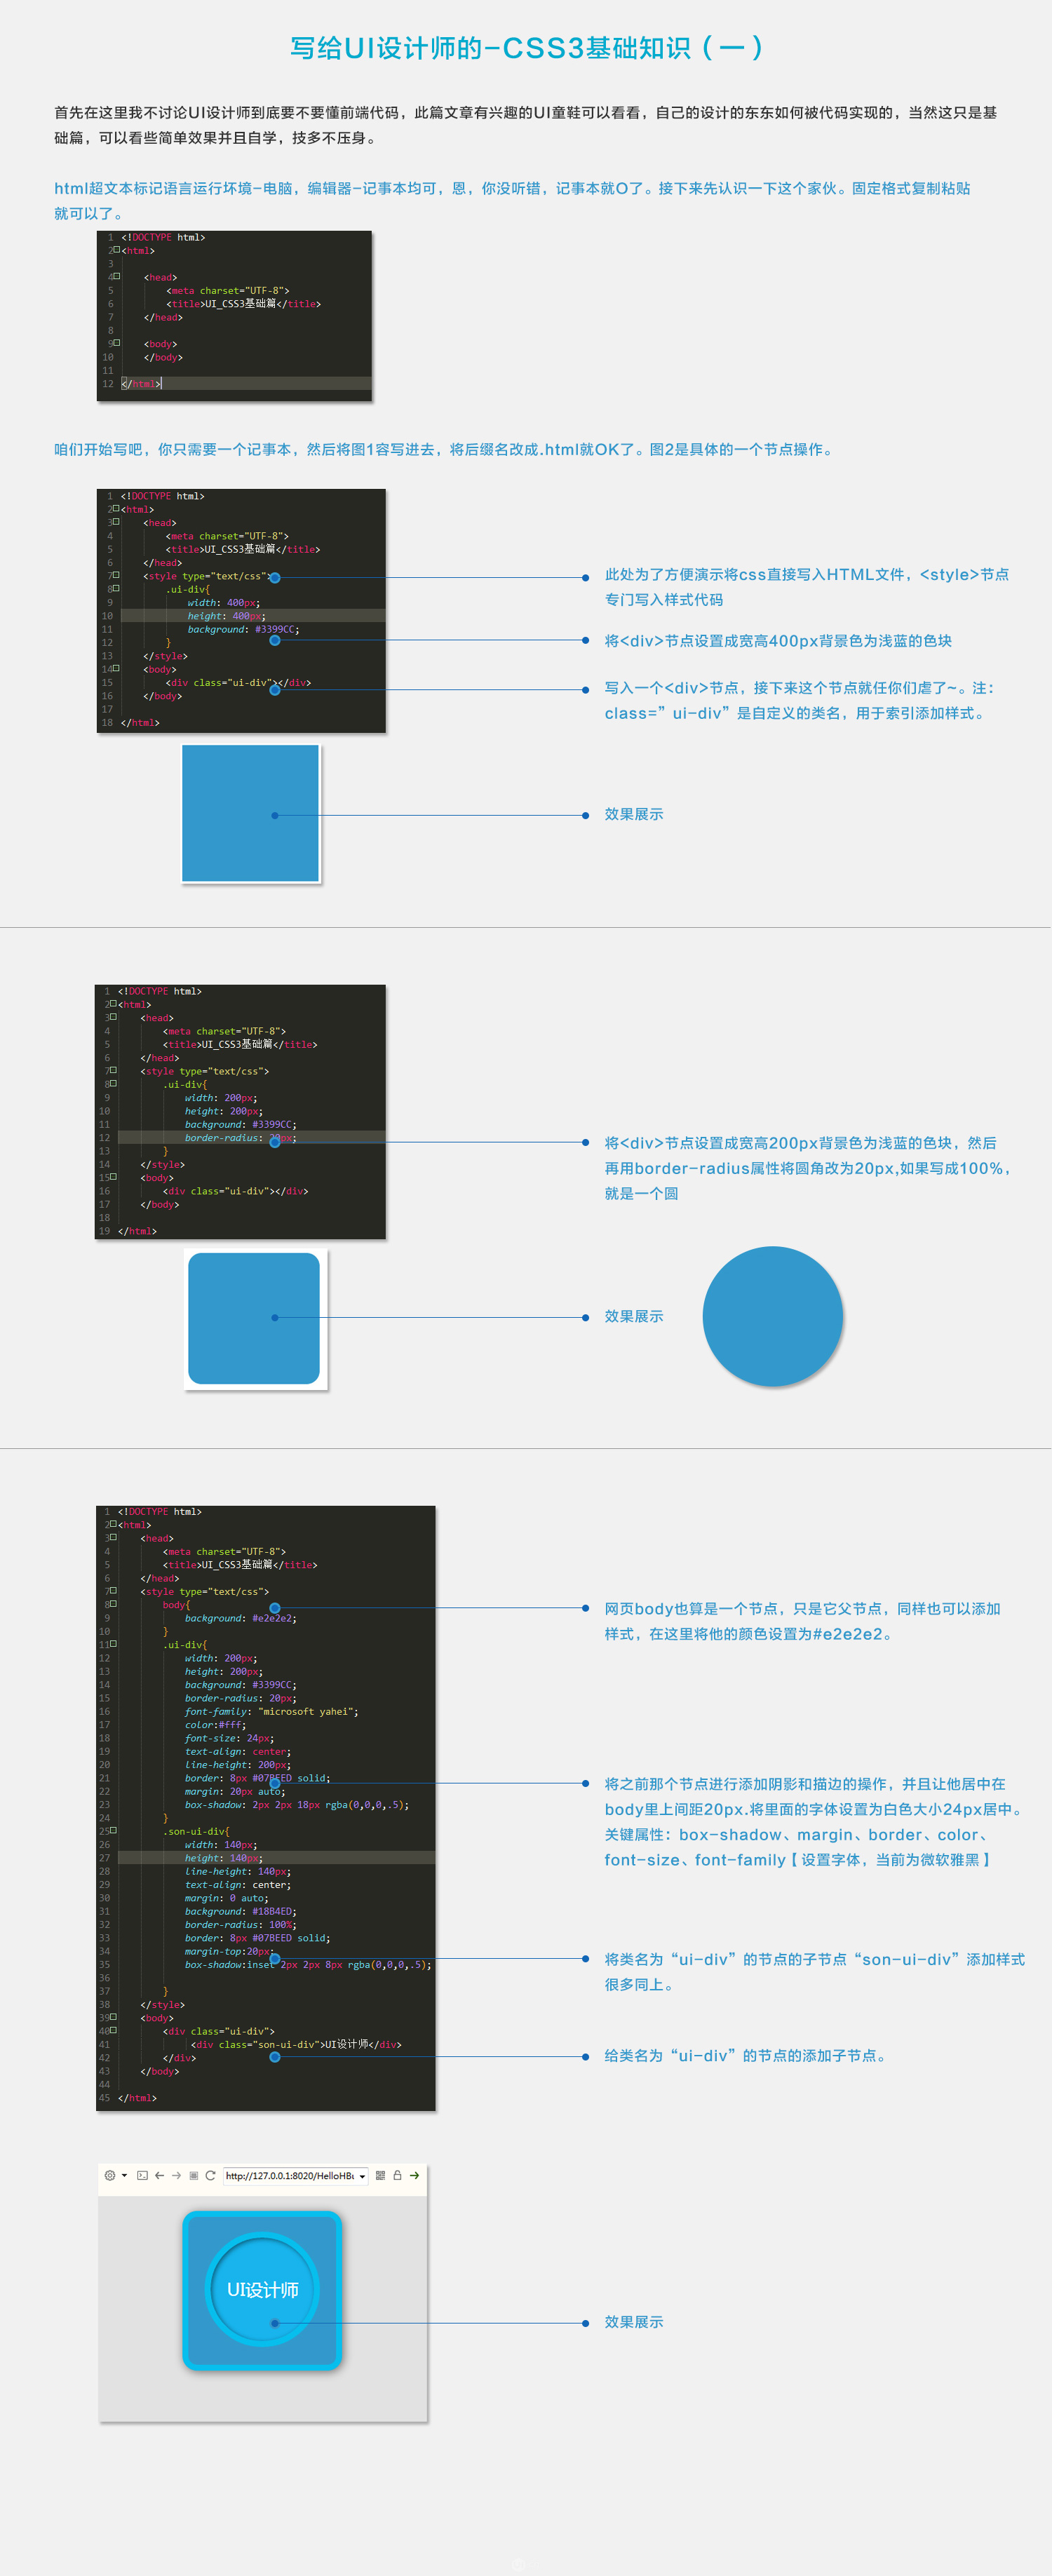 写给UI设计师的-CSS3基础知识（一）
首先在这里我不讨论UI设计师到底要不要懂前端代码，此篇文章有兴趣的UI童鞋可以看看，自己的设计的东东如何被代码实现的，当然这只是基
础篇，可以看些简单效果并且自学，技多不压身。
html超文本标记语言运行坏境-电脑，编辑器-记事本均可，恩，你没听错，记事本就O了。接下来先认识一下这个家伙。固定格式复制粘贴
就可以了。
1 <!DOCTYPE html>
2 <html>
3
4 <head>
5 <meta charset="UTF-8">
6 <title>UI_CSS3基础篇</title>
7 </head>
8
9 <body>
10 </body>
11
12 </html>
咱们开始写吧，你只需要一个记事本，然后将图1容写进去，将后缀名改成.html就OK了。图2是具体的一个节点操作。
1 <!DOCTYPE html>
2 <html>
3 <head>
4 <meta charset="UTF-8">
5 <title>UI_CSS3基础篇</title>
6 </head>
7 <style type="text/css">
8 .ui-div{
9 width: 400px;
10 height: 400px;
11 background: #3399CC;
12 }
13 </style>
14 <body>
15 <div class="ui-div"></div>
16 </body>
17
18 </html>
此处为了方便演示将css直接写入HTML文件，<style>节点
专门写入样式代码
将<div>节点设置成宽高400px背景色为浅蓝的色块
写入一个<div>节点，接下来这个节点就任你们虐了~。注：
class=”ui-div”是自定义的类名，用于索引添加样式。
效果展示
1 <!DOCTYPE html>
2 <html>
3 <head>
4 <meta charset="UTF-8">
5 <title>UI_CSS3基础篇</title>
6 </head>
7 <style type="text/css">
8 .ui-div{
9 width: 200px;
10 height: 200px;
11 background: #3399CC;
12 border-radius: 20px;
13 }
14 </style>
15 <body>
16 <div class="ui-div"></div>
17 </body>
18
19 </html>
将<div>节点设置成宽高200px背景色为浅蓝的色块，然后
再用border-radius属性将圆角改为20px,如果写成100%，
就是一个圆
效果展示
1 <!DOCTYPE html>
2 <html>
3 <head>
4 <meta charset="UTF-8">
5 <title>UI_CSS3基础篇</title>
6 </head>
7 <style type="text/css">
8 body{
9 background: #e2e2e2;
10 }
11 .ui-div{
12 width: 200px;
13 height: 200px;
14 background: #3399CC;
15 border-radius: 20px;
16 font-family: "microsoft yahei";
17 color:#fff;
18 font-size: 24px;
19 text-align: center;
20 line-height: 200px;
21 border: 8px #07BEED solid;
22 margin: 20px auto;
23 box-shadow: 2px 2px 18px rgba(0,0,0,.5);
24 }
25 .son-ui-div{
26 width: 140px;
27 height: 140px;
28 line-height: 140px;
29 text-align: center;
30 margin: 0 auto;
31 background: #18B4ED;
32 border-radius: 100%;
33 border: 8px #07BEED solid;
34 margin-top:20px;
35 box-shadow:inset 2px 2px 8px rgba(0,0,0,.5);
36
37 }
38 </style>
39 <body>
40 <div class="ui-div">
41 <div class="son-ui-div">UI设计师</div>
42 </div>
43 </body>
44
45 </html>
网页body也算是一个节点，只是它父节点，同样也可以添加
样式，在这里将他的颜色设置为#e2e2e2。
将之前那个节点进行添加阴影和描边的操作，并且让他居中在
body里上间距20px.将里面的字体设置为白色大小24px居中。
关键属性：box-shadow、margin、border、color、
font-size、font-family【设置字体，当前为微软雅黑】
将类名为“ui-div”的节点的子节点“son-ui-div”添加样式
很多同上。
给类名为“ui-div”的节点的添加子节点。
http://127.0.0.1:8020/HelloHBu
UI设计师
效果展示